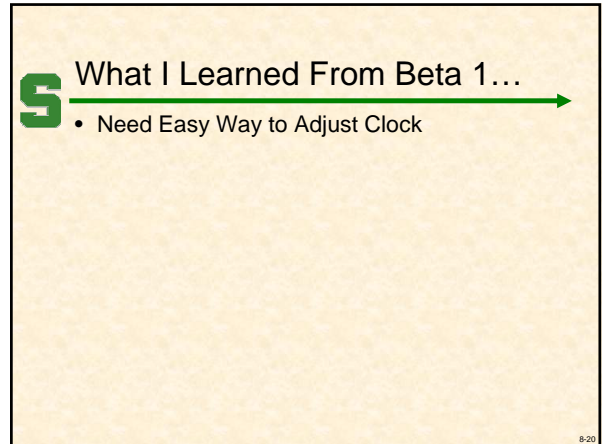 S
What I Learned From Beta 1…
• Need Easy Way to Adjust Clock
8-20